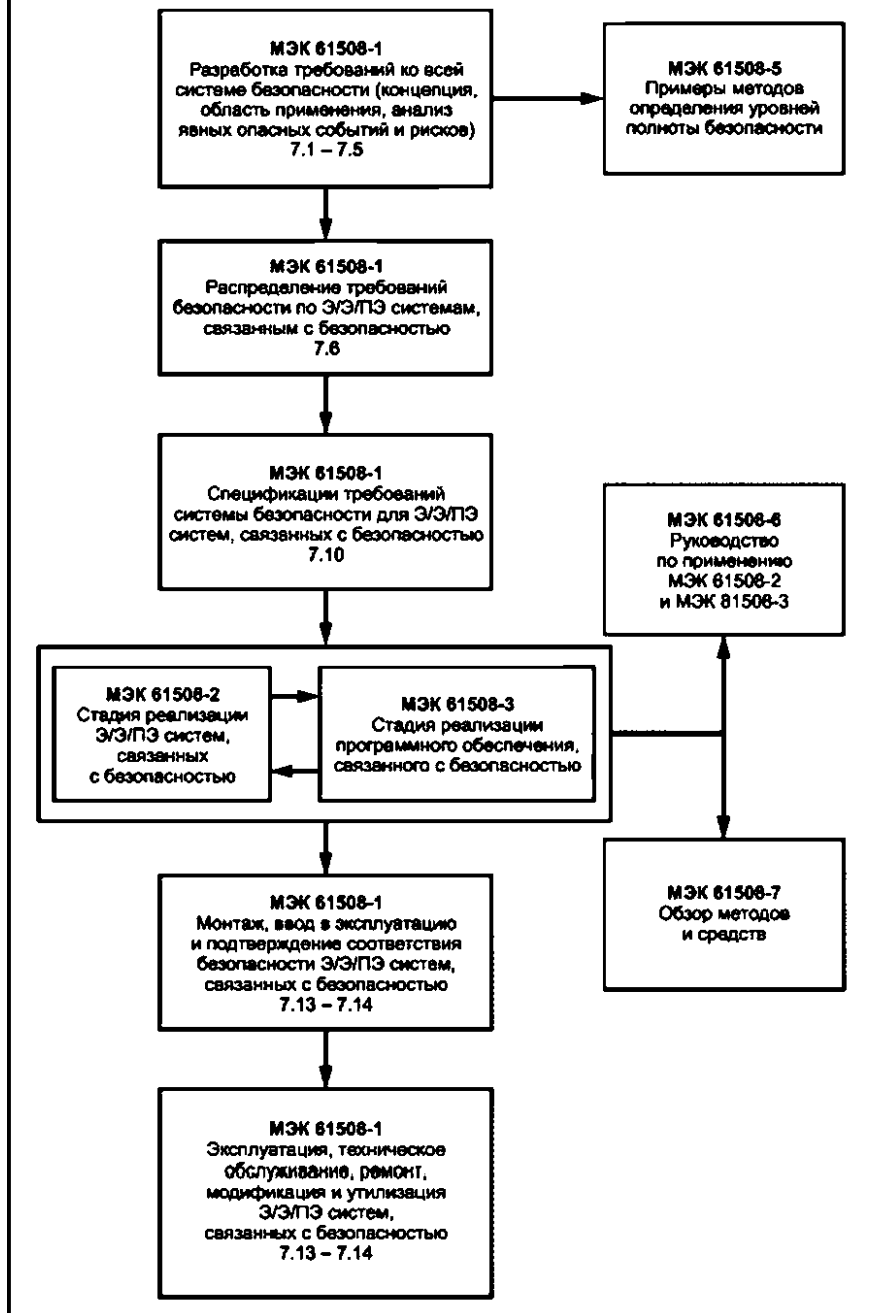 МЭК 61508-1
Разработка требований ко всей
системе безопасности (концепция,
область применения, анализ
явных опасных событий и рисков)
7.1 – 7.5
МЭК 61508-5
Примеры методов
определения уровней
полноты безопасности
МЭК 61508-1
Распределение требований
безопасности по Э/Э/ПЭ системам,
связанным с безопасностью
7.6
МЭК 61508-1
Спецификации требований
системы безопасности для Э/Э/ПЭ
систем, связанных с безопасностью
7.10
МЭК 61508-6
Руководство
по применению
МЭК 61508-2
и МЭК 81508-3
МЭК 61508-2
Стадия реализации
Э/Э/ПЭ систем,
связанных
с безопасностью
МЭК 61508-3
Стадия реализации
программного обеспечения,
связанного с безопасностью
МЭК 61508-1
Монтаж, ввод в эксплуатацию
и подтверждение соответствия
безопасности Э/Э/ПЭ систем,
связанных с безопасностью
7.13 – 7.14
МЭК 61508-7
Обзор методов
и средств
МЭК 61508-1
Эксплуатация, техническое
обслуживание, ремонт,
модификация и утилизация
Э/Э/ПЭ систем,
связанных с безопасностью
7.13 – 7.14